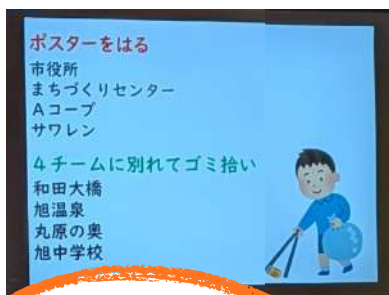 ポスターをはる
市役所
まちづくりセンター
Aコープ
サワレン
4チームに別れてゴミ拾い
和田大橋
旭温泉
丸原の奥
旭中学校